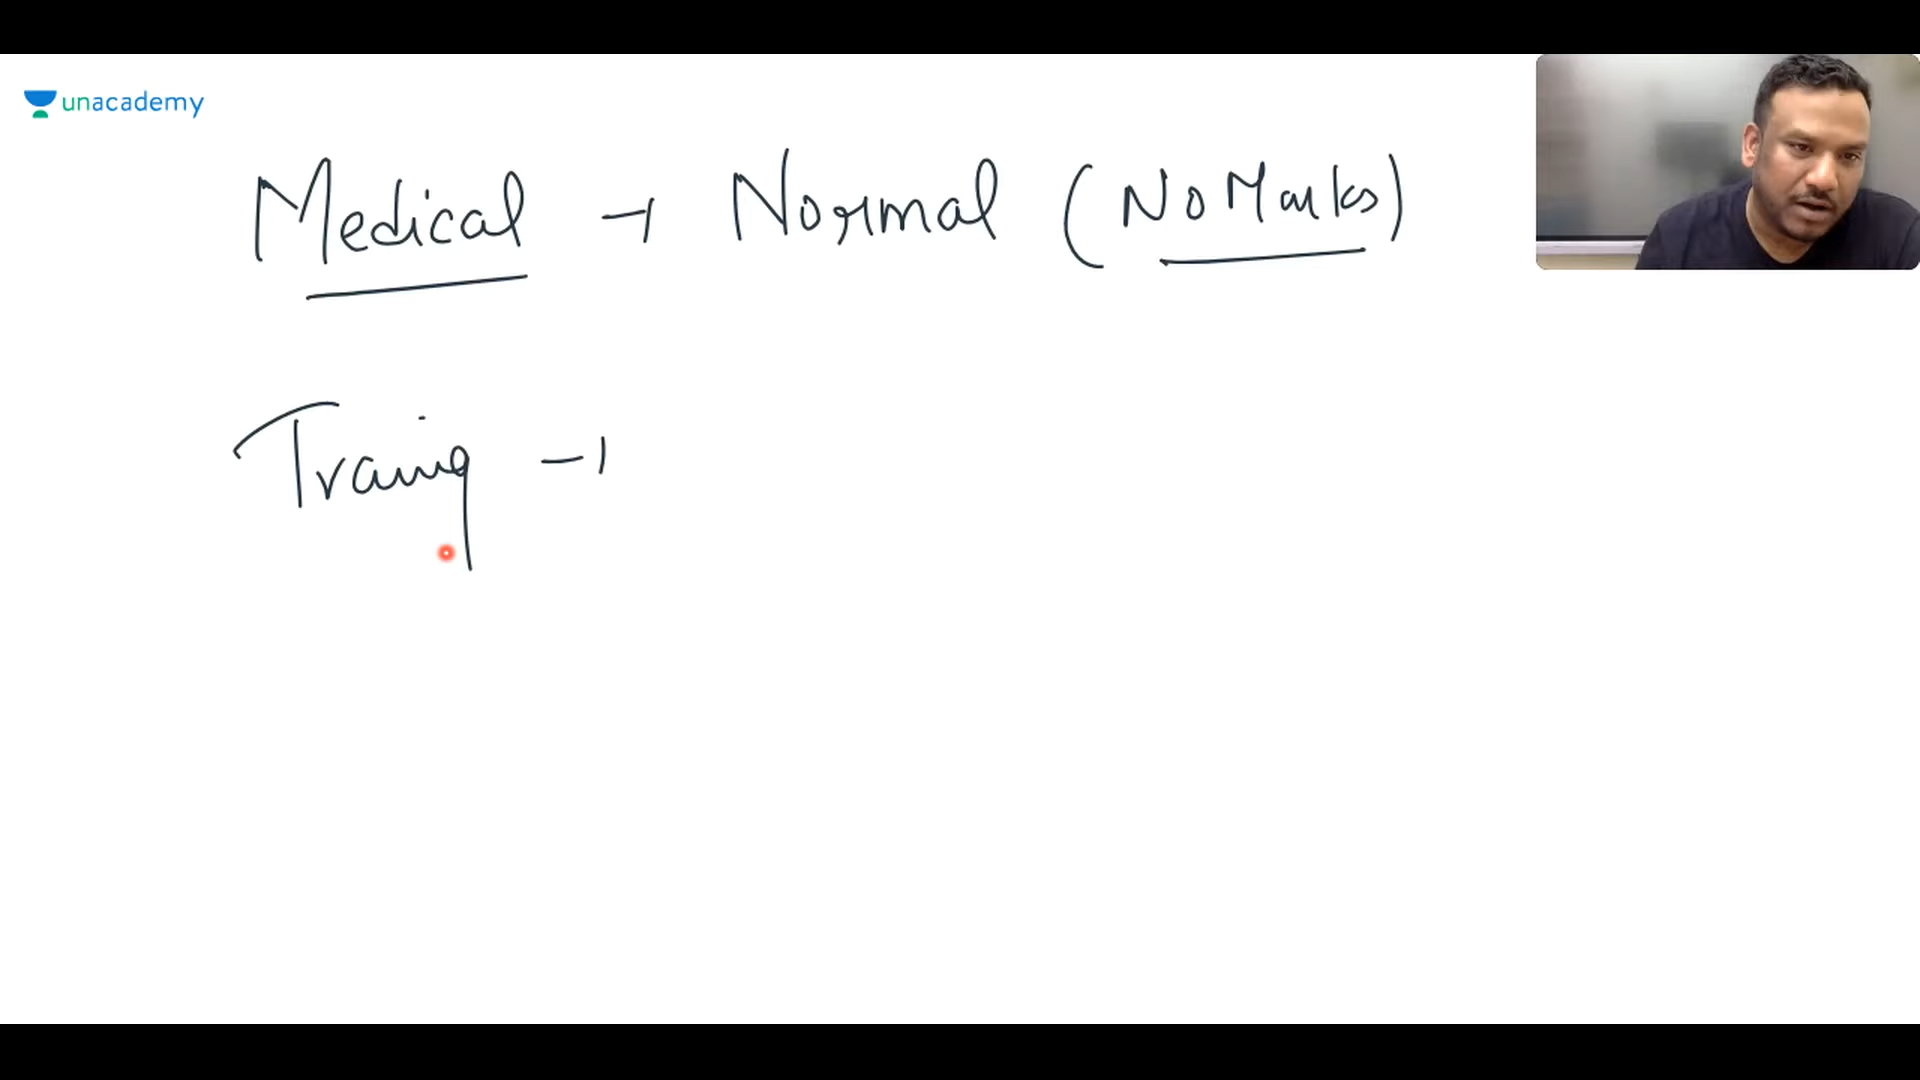 unacademy
Medical → Normal (No Marks)
Traing →